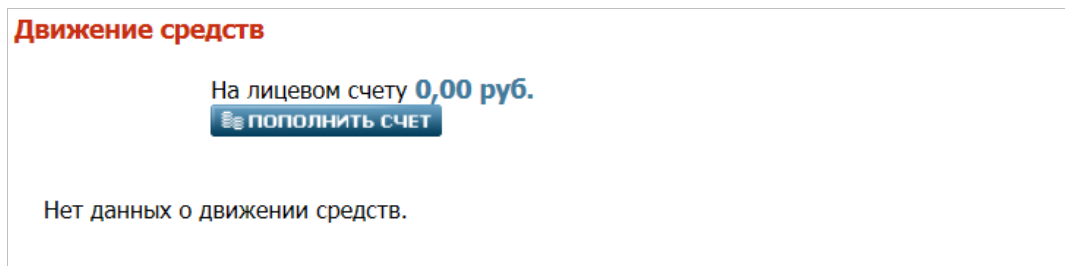 Движение средств
На лицевом счету 0,00 руб.
ПОПОЛНИТЬ СЧЕТ
Нет данных о движении средств.